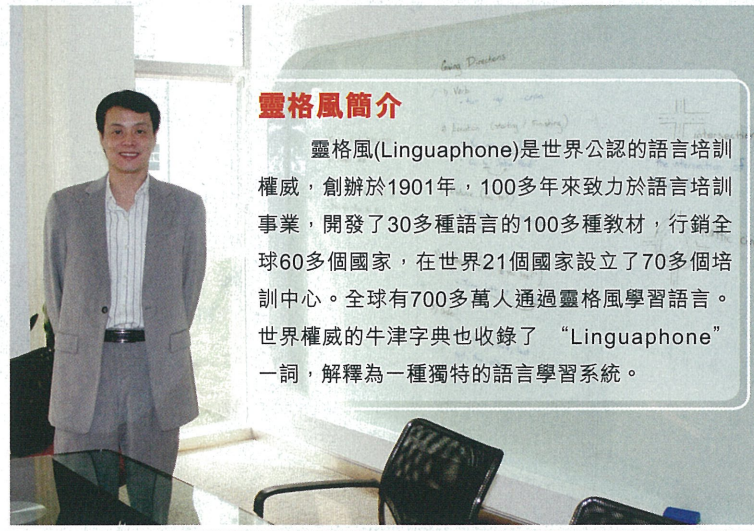 靈格風簡介
靈格風(Linguaphone)是世界公認的語言培訓
權威，創辦於1901年，100多年來致力於語言培訓
事業，開發了30多種語言的100多種教材，行銷全
球60多個國家，在世界21個國家設立了70多個培
訓中心。全球有700多萬人通過靈格風學習語言。
世界權威的牛津字典也收錄了 “Linguaphone”
一詞，解釋為一種獨特的語言學習系統。
Going Directions